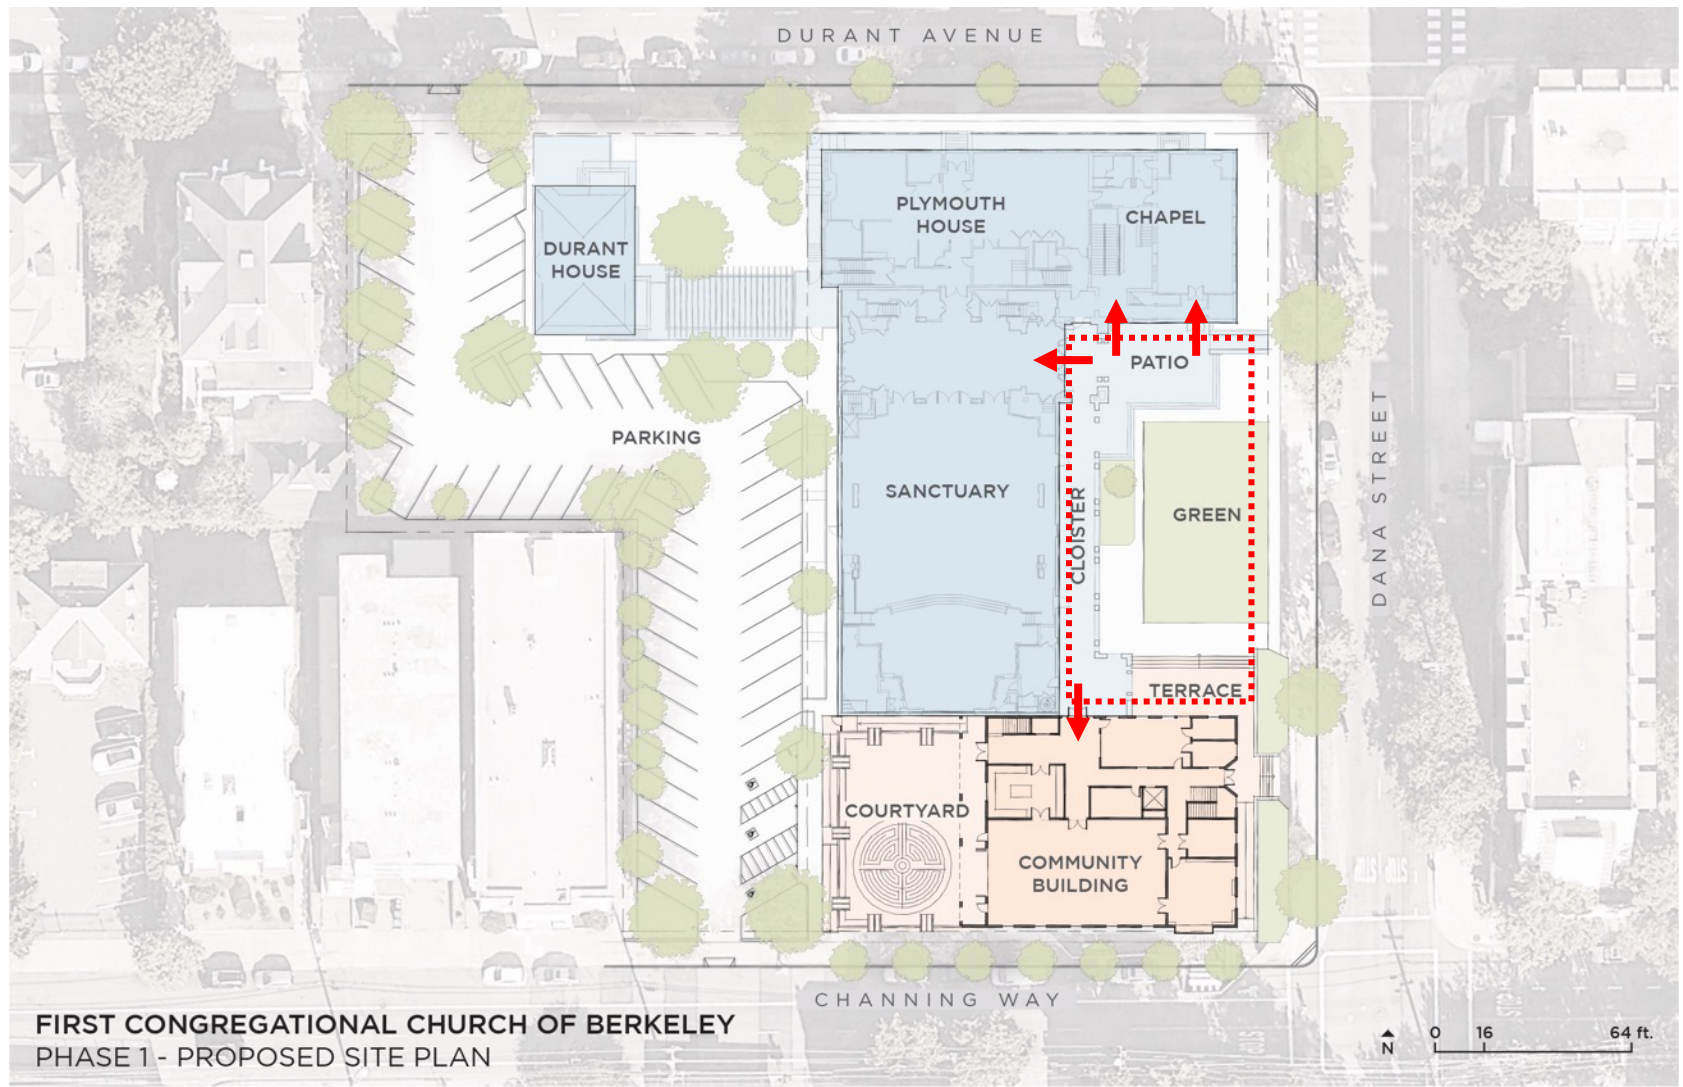 DURANT AVENUE
PLYMOUTH
HOUSE
CHAPEL
DURANT
HOUSE
PATIO
PARKING
SANCTUARY
CLOISTER
GREEN
DANA STREET
TERRACE
COURTYARD
COMMUNITY
BUILDING
CHANNING WAY
FIRST CONGREGATIONAL CHURCH OF BERKELEY
PHASE 1 - PROPOSED SITE PLAN
N
0 16 64 ft.